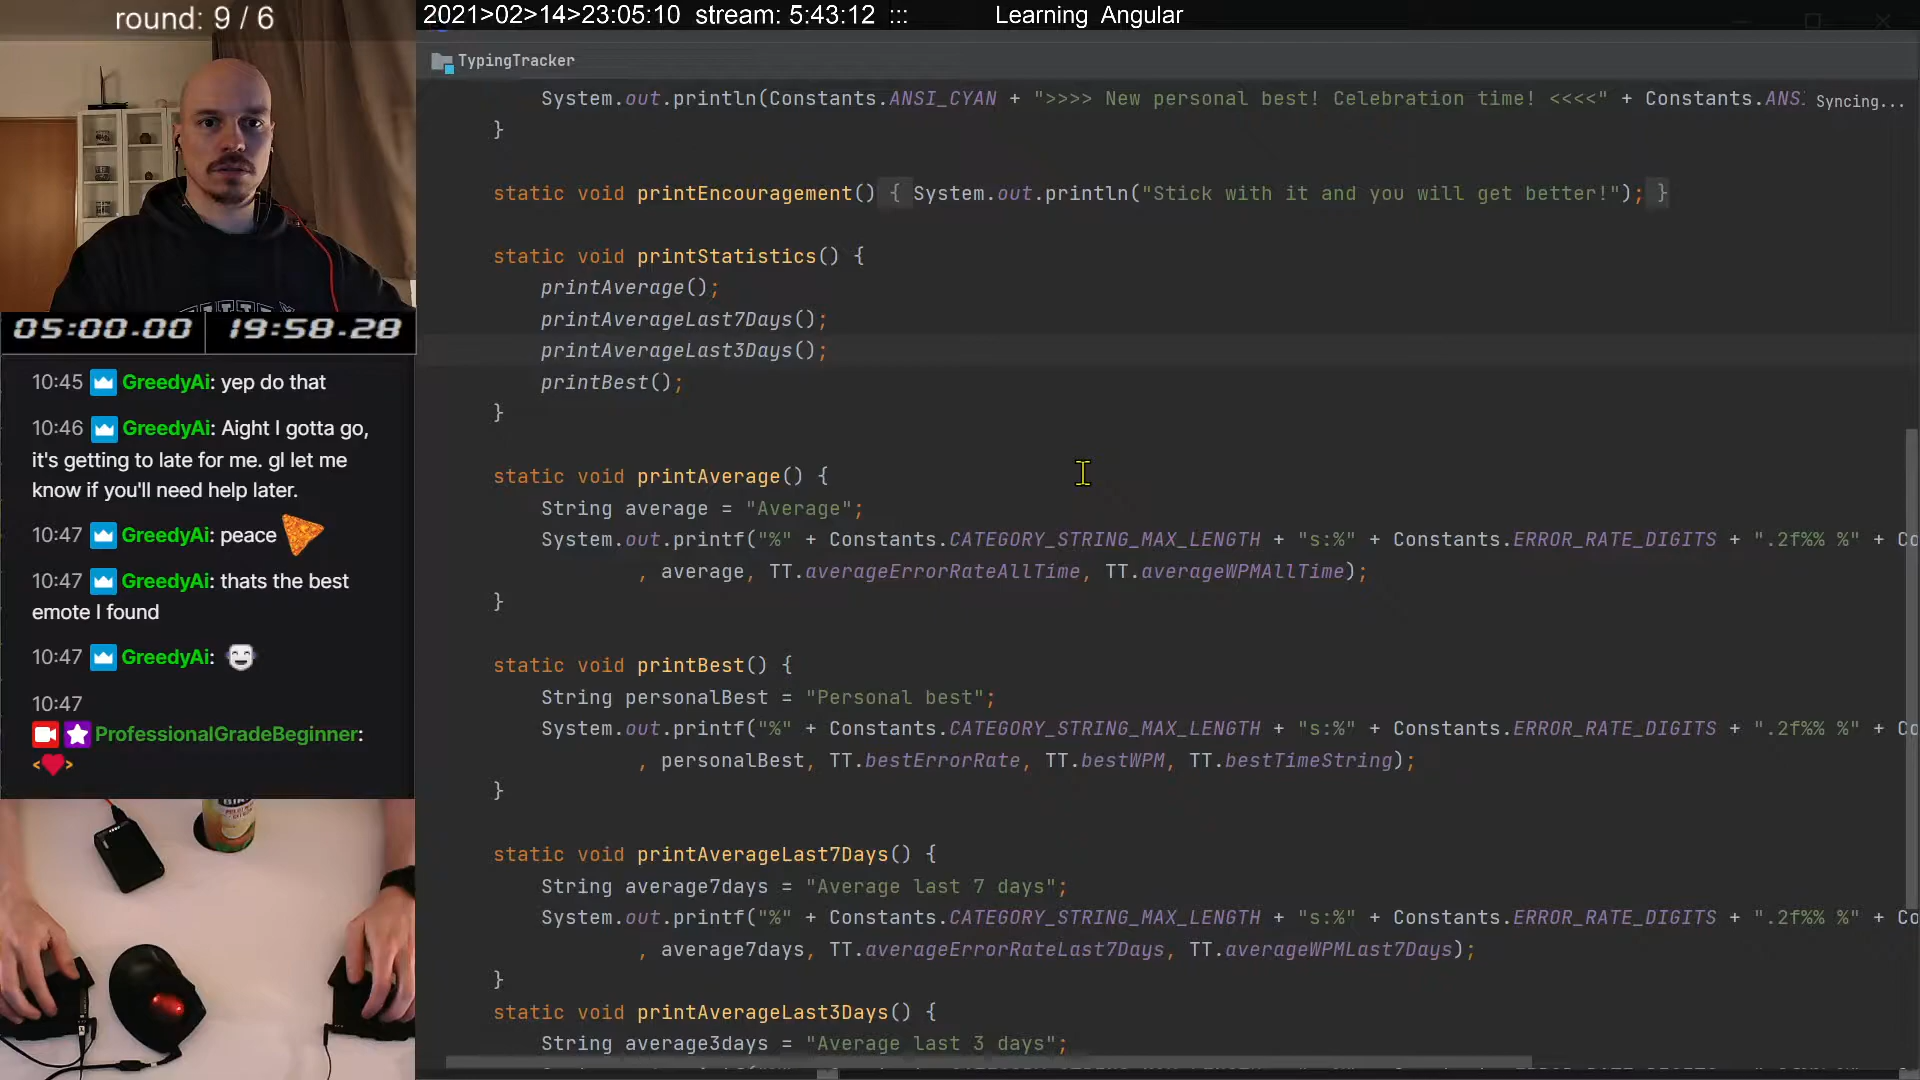 round: 9 / 6
2021>02>14>23:05:10 stream: 5:43:12 ::: Learning Angular
TypingTracker
System.out.println(Constants.ANSI_CYAN + ">>>> New personal best! Celebration time! <<<<" + Constants.ANS
Syncing...
}
static void printEncouragement() { System.out.println("Stick with it and you will get better!"); }
static void printStatistics() {
printAverage();
printAverageLast7Days();
printAverageLast3Days();
printBest();
}
static void printAverage() {
String average = "Average";
System.out.printf("%" + Constants.CATEGORY_STRING_MAX_LENGTH + "s:%" + Constants.ERROR_RATE_DIGITS + ".2f%% %" + Co
, average, TT.averageErrorRateAllTime, TT.averageWPMAllTime);
}
static void printBest() {
String personalBest = "Personal best";
System.out.printf("%" + Constants.CATEGORY_STRING_MAX_LENGTH + "s:%" + Constants.ERROR_RATE_DIGITS + ".2f%% %" + Co
, personalBest, TT.bestErrorRate, TT.bestWPM, TT.bestTimeString);
}
static void printAverageLast7Days() {
String average7days = "Average last 7 days";
System.out.printf("%" + Constants.CATEGORY_STRING_MAX_LENGTH + "s:%" + Constants.ERROR_RATE_DIGITS + ".2f%% %" + Co
, average7days, TT.averageErrorRateLast7Days, TT.averageWPMLast7Days);
}
static void printAverageLast3Days() {
String average3days = "Average last 3 days";
05:00.00 19:58.28
10:45 GreedyAi: yep do that
10:46 GreedyAi: Aight I gotta go,
it's getting to late for me. gl let me
know if you'll need help later.
10:47 GreedyAi: peace
10:47 GreedyAi: thats the best
emote I found
10:47 GreedyAi:
10:47
ProfessionalGradeBeginner: